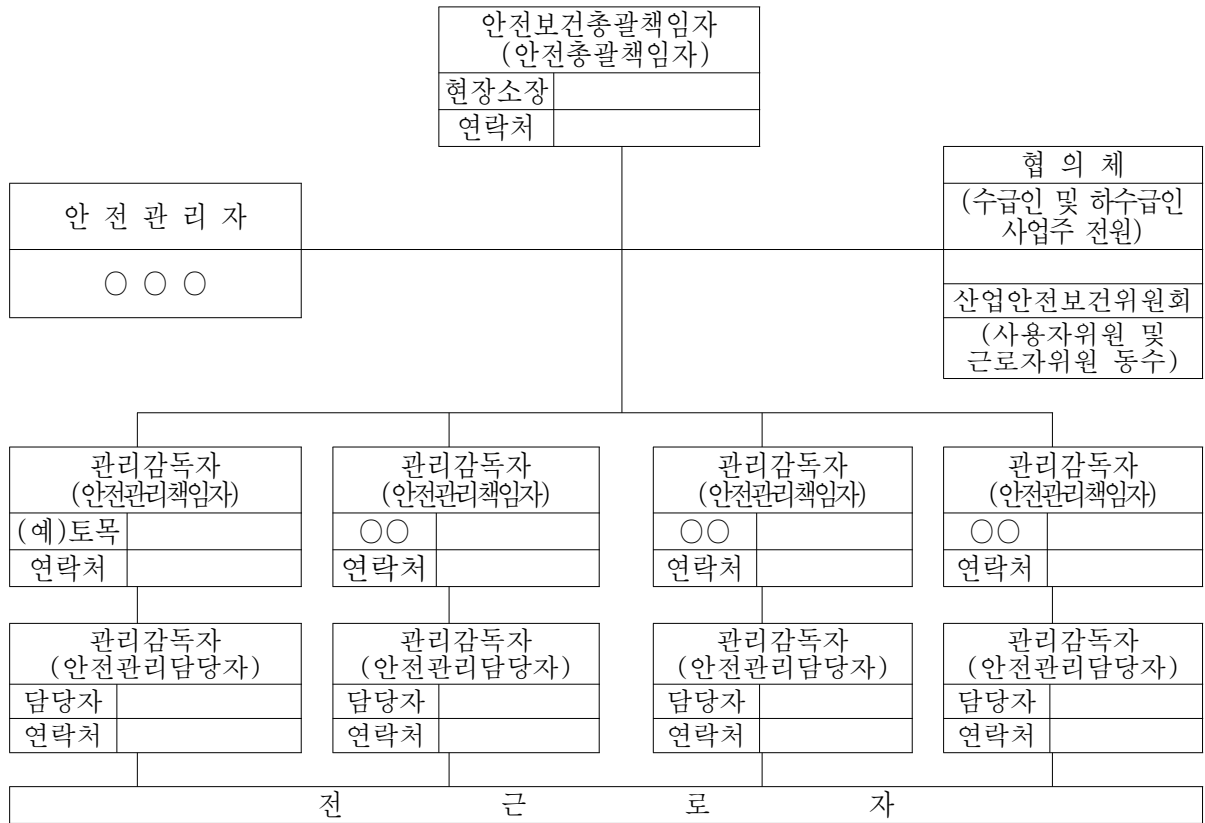 안전보건총괄책임자
(안전총괄책임자)
현장소장
연락처
협 의 체
(수급인 및 하수급인
사업주 전원)
산업안전보건위원회
(사용자위원 및
근로자위원 동수)
안 전 관 리 자
○ ○ ○
관리감독자
(안전관리책임자)
(예)토목
연락처
관리감독자
(안전관리책임자)
○○
연락처
관리감독자
(안전관리책임자)
○○
연락처
관리감독자
(안전관리책임자)
○○
연락처
관리감독자
(안전관리담당자)
담당자
연락처
관리감독자
(안전관리담당자)
담당자
연락처
관리감독자
(안전관리담당자)
담당자
연락처
관리감독자
(안전관리담당자)
담당자
연락처
전 근 로 자